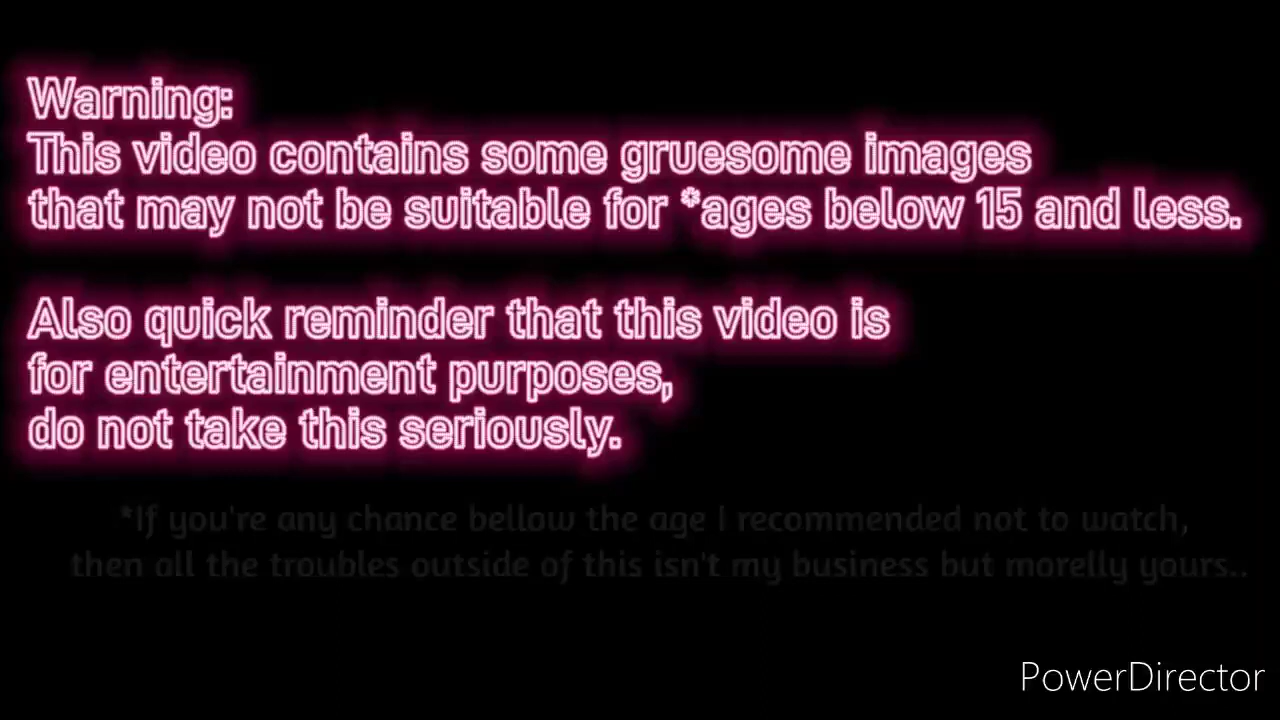 Warning:
This video contains some gruesome images
that may not be suitable for *ages below 15 and less.
Also quick reminder that this video is
for entertainment purposes,
do not take this seriously.
*If you're any chance bellow the age I recommended not to watch,
then all the troubles outside of this isn't my business but morelly yours..
PowerDirector